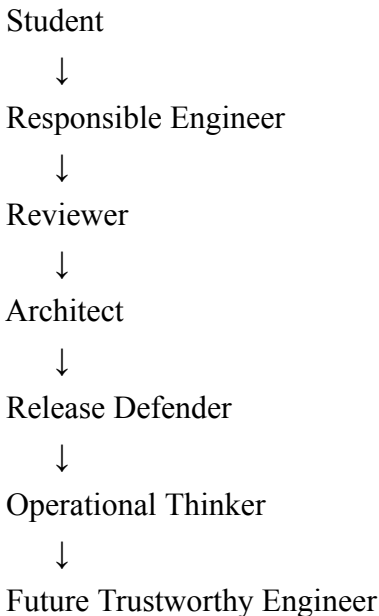 Student
↓
Responsible Engineer
↓
Reviewer
↓
Architect
↓
Release Defender
↓
Operational Thinker
↓
Future Trustworthy Engineer